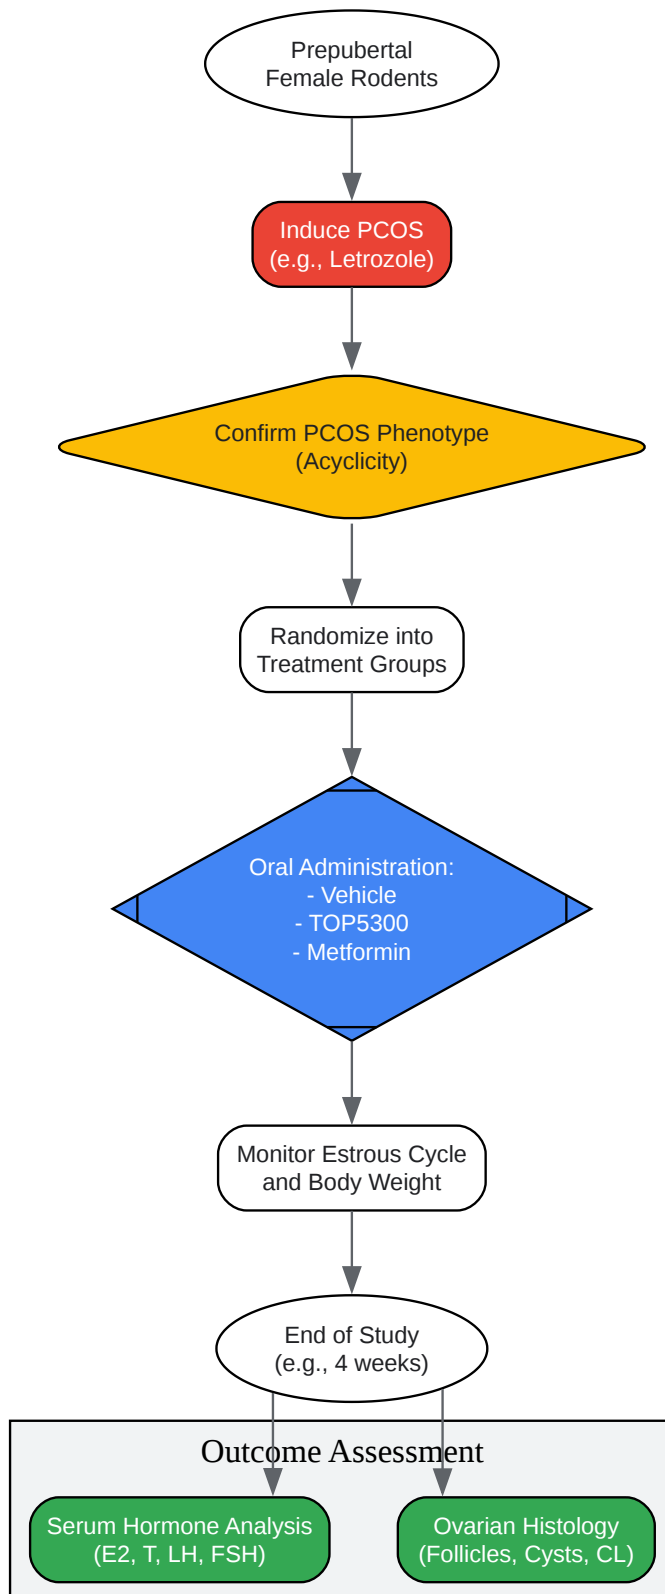 Prepubertal
Female Rodents
Induce PCOS
(e.g., Letrozole)
Confirm PCOS Phenotype
(Acyclicity)
Randomize into
Treatment Groups
Oral Administration:
- Vehicle
- TOP5300
- Metformin
Monitor Estrous Cycle
and Body Weight
End of Study
(e.g., 4 weeks)
Outcome Assessment
Serum Hormone Analysis
(E2, T, LH, FSH)
Ovarian Histology
(Follicles, Cysts, CL)